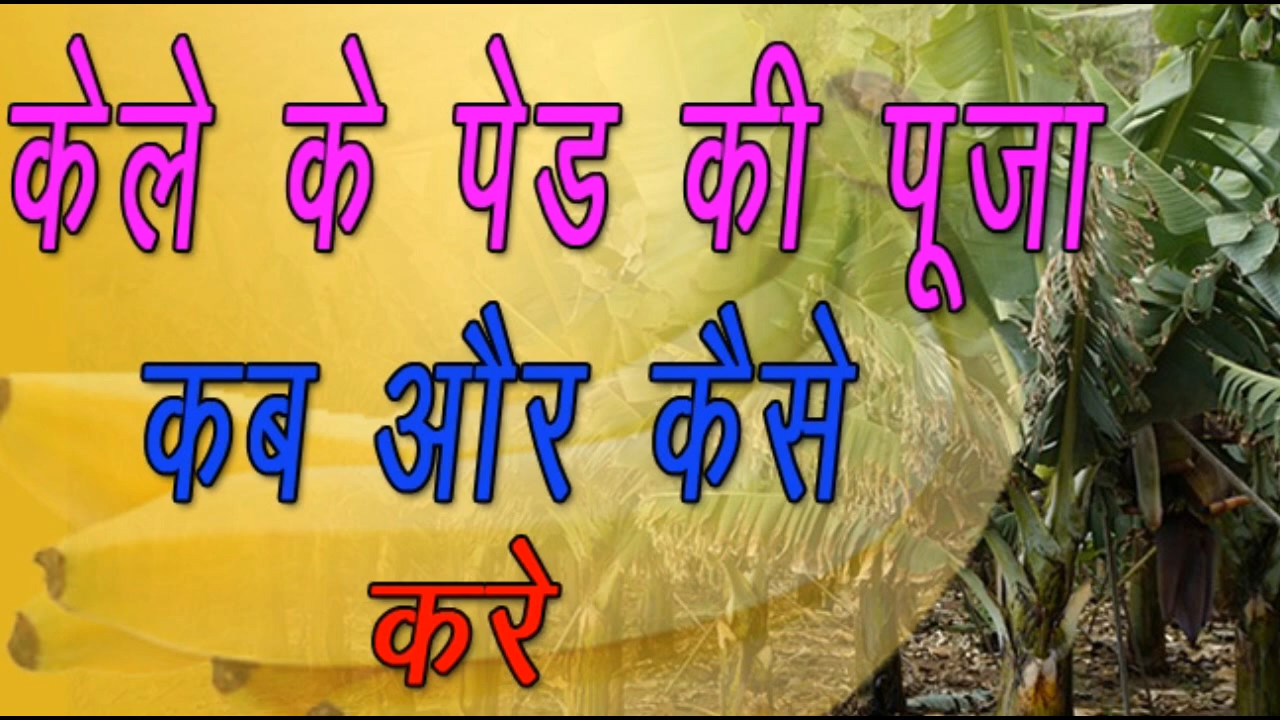 केले के पेड की पूजा
कब और कैसे
करे